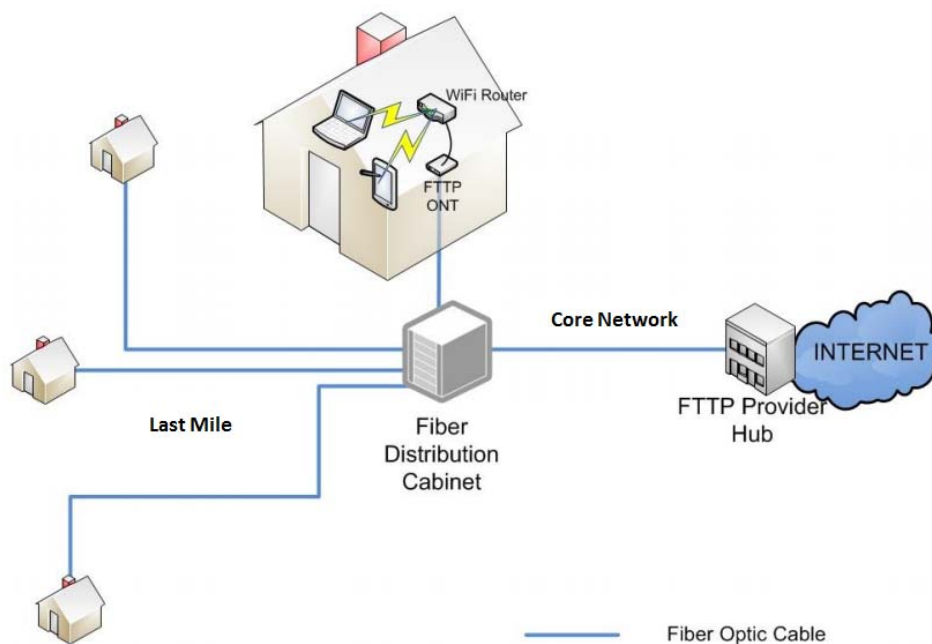 WiFi Router
FTTP
ONT
Core Network
INTERNET
FTTP Provider
Hub
Last Mile
Fiber
Distribution
Cabinet
Fiber Optic Cable